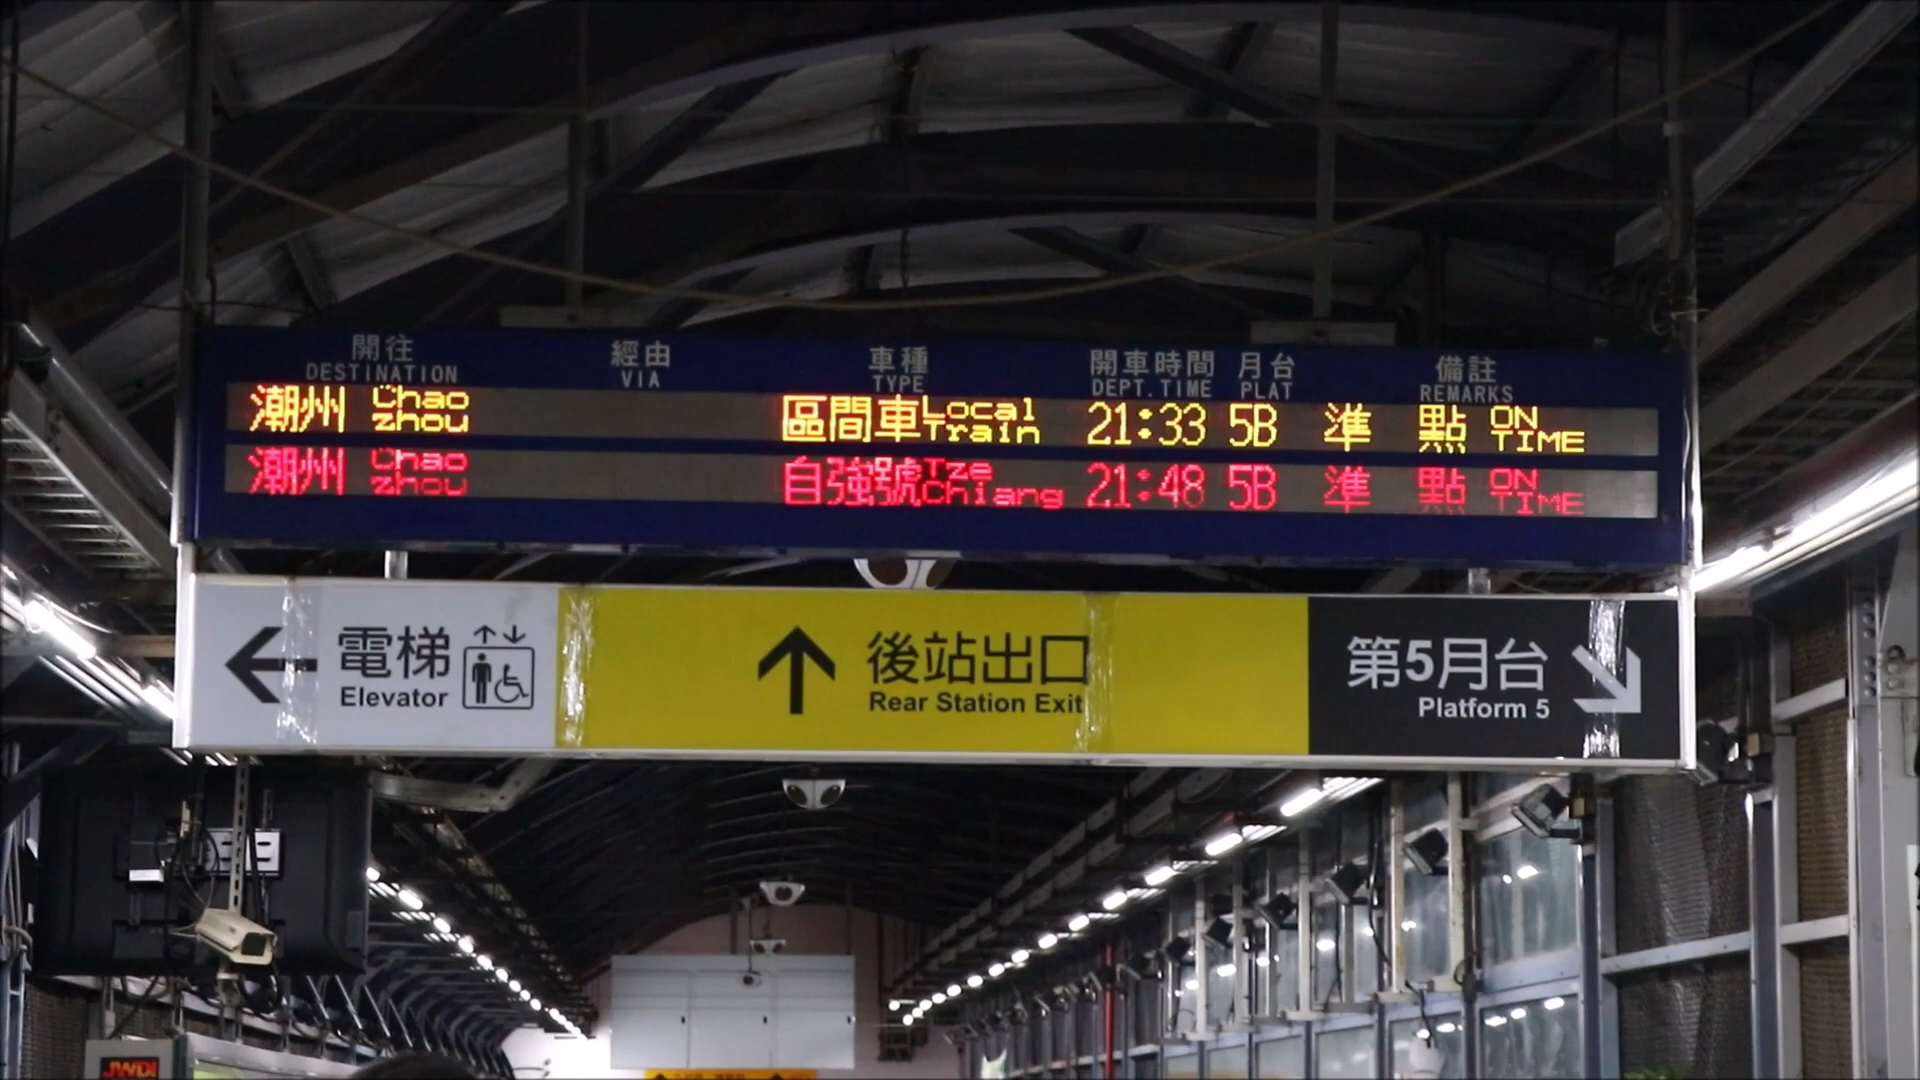 開往 經由 車種 開車時間 月台 備註
DESTINATION VIA TYPE DEPT.TIME PLAT REMARKS
潮州 Chao zhou 區間車 Local Train 21:33 5B 準 點 ON TIME
潮州 Chao zhou 自強號 Tze Chiang 21:48 5B 準 點 ON TIME
電梯 後站出口 第5月台
Elevator Rear Station Exit Platform 5